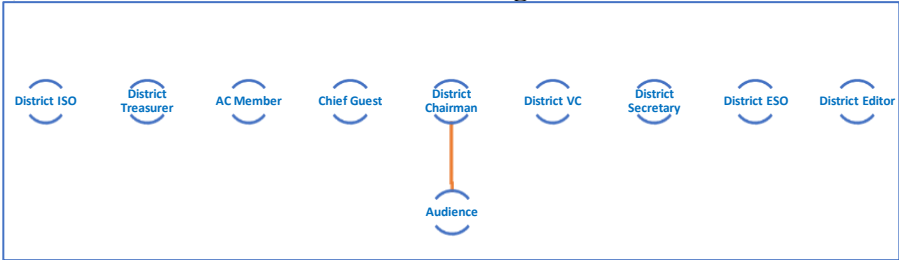 District ISO
District
Treasurer
AC Member
Chief Guest
District
Chairman
District VC
District
Secretary
District ESO
District Editor
Audience